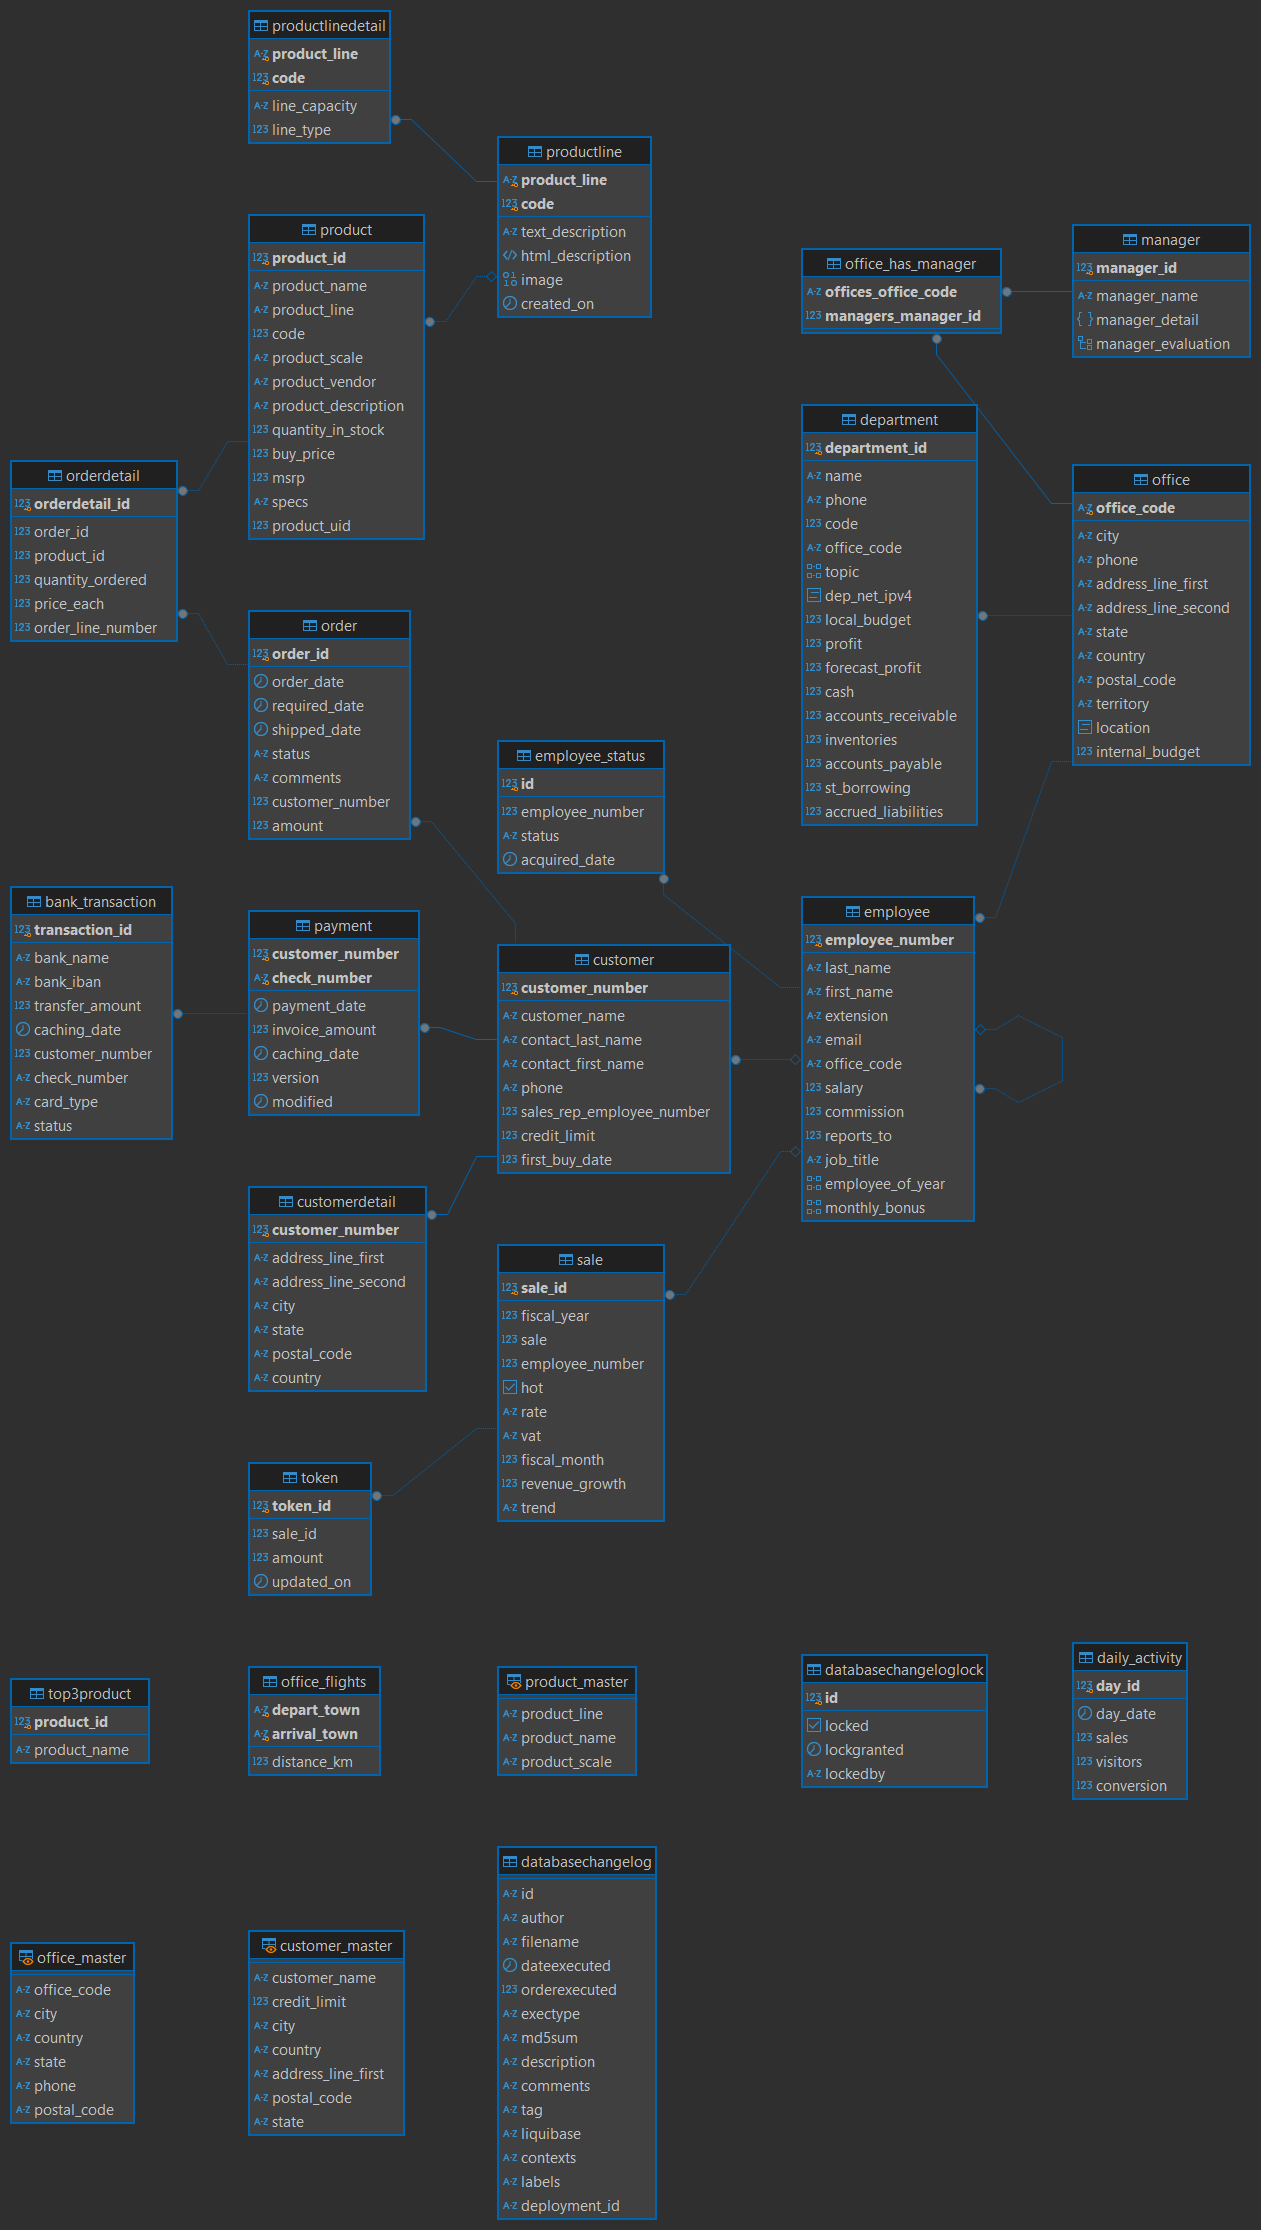 productlinedetail
product_line
code
line_capacity
line_type
productline
product_line
code
text_description
html_description
image
created_on
product
product_id
product_name
product_line
code
product_scale
product_vendor
product_description
quantity_in_stock
buy_price
msrp
specs
product_uid
office_has_manager
offices_office_code
managers_manager_id
manager
manager_id
manager_name
manager_detail
manager_evaluation
department
department_id
name
phone
code
office_code
topic
dep_net_ipv4
local_budget
profit
forecast_profit
cash
accounts_receivable
inventories
accounts_payable
st_borrowing
accrued_liabilities
office
office_code
city
phone
address_line_first
address_line_second
state
country
postal_code
territory
location
internal_budget
orderdetail
orderdetail_id
order_id
product_id
quantity_ordered
price_each
order_line_number
order
order_id
order_date
required_date
shipped_date
status
comments
customer_number
amount
employee_status
id
employee_number
status
acquired_date
bank_transaction
transaction_id
bank_name
bank_iban
transfer_amount
caching_date
customer_number
check_number
card_type
status
payment
customer_number
check_number
payment_date
invoice_amount
caching_date
version
modified
customer
customer_number
customer_name
contact_last_name
contact_first_name
phone
sales_rep_employee_number
credit_limit
first_buy_date
employee
employee_number
last_name
first_name
extension
email
office_code
salary
commission
reports_to
job_title
employee_of_year
monthly_bonus
customerdetail
customer_number
address_line_first
address_line_second
city
state
postal_code
country
sale
sale_id
fiscal_year
sale
employee_number
hot
rate
vat
fiscal_month
revenue_growth
trend
token
token_id
sale_id
amount
updated_on
top3product
product_id
product_name
office_flights
depart_town
arrival_town
distance_km
product_master
product_line
product_name
product_scale
databasechangeloglock
id
locked
lockgranted
lockedby
daily_activity
day_id
day_date
sales
visitors
conversion
office_master
office_code
city
country
state
phone
postal_code
customer_master
customer_name
credit_limit
city
country
address_line_first
postal_code
state
databasechangelog
id
author
filename
dateexecuted
orderexecuted
exectype
md5sum
description
comments
tag
liquibase
contexts
labels
deployment_id